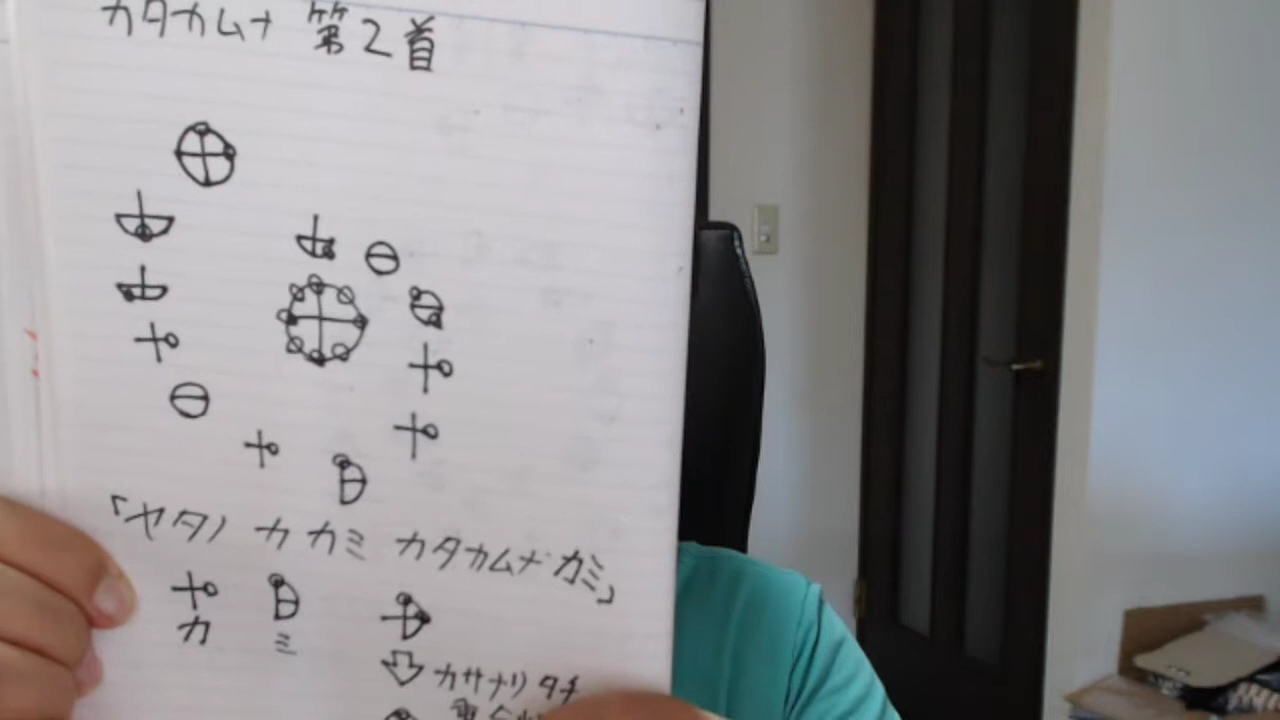 カタカムナ 第2首
「ヤタノ カカミ カタカムナ カミ」
カ ミ
カサナリ タチ